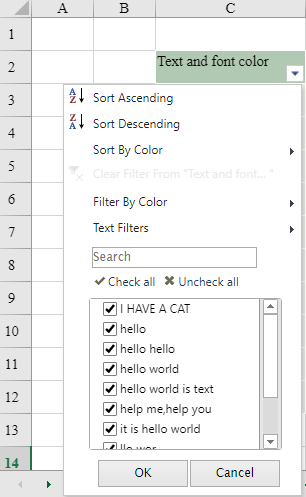 A B C
1
2 Text and font color
3
4
5
6
7
8
9
10
11
12
13
14
Sort Ascending
Sort Descending
Sort By Color
Clear Filter From "Text and font... "
Filter By Color
Text Filters
Search
Check all Uncheck all
I HAVE A CAT
hello
hello hello
hello world
hello world is text
help me,help you
it is hello world
OK Cancel